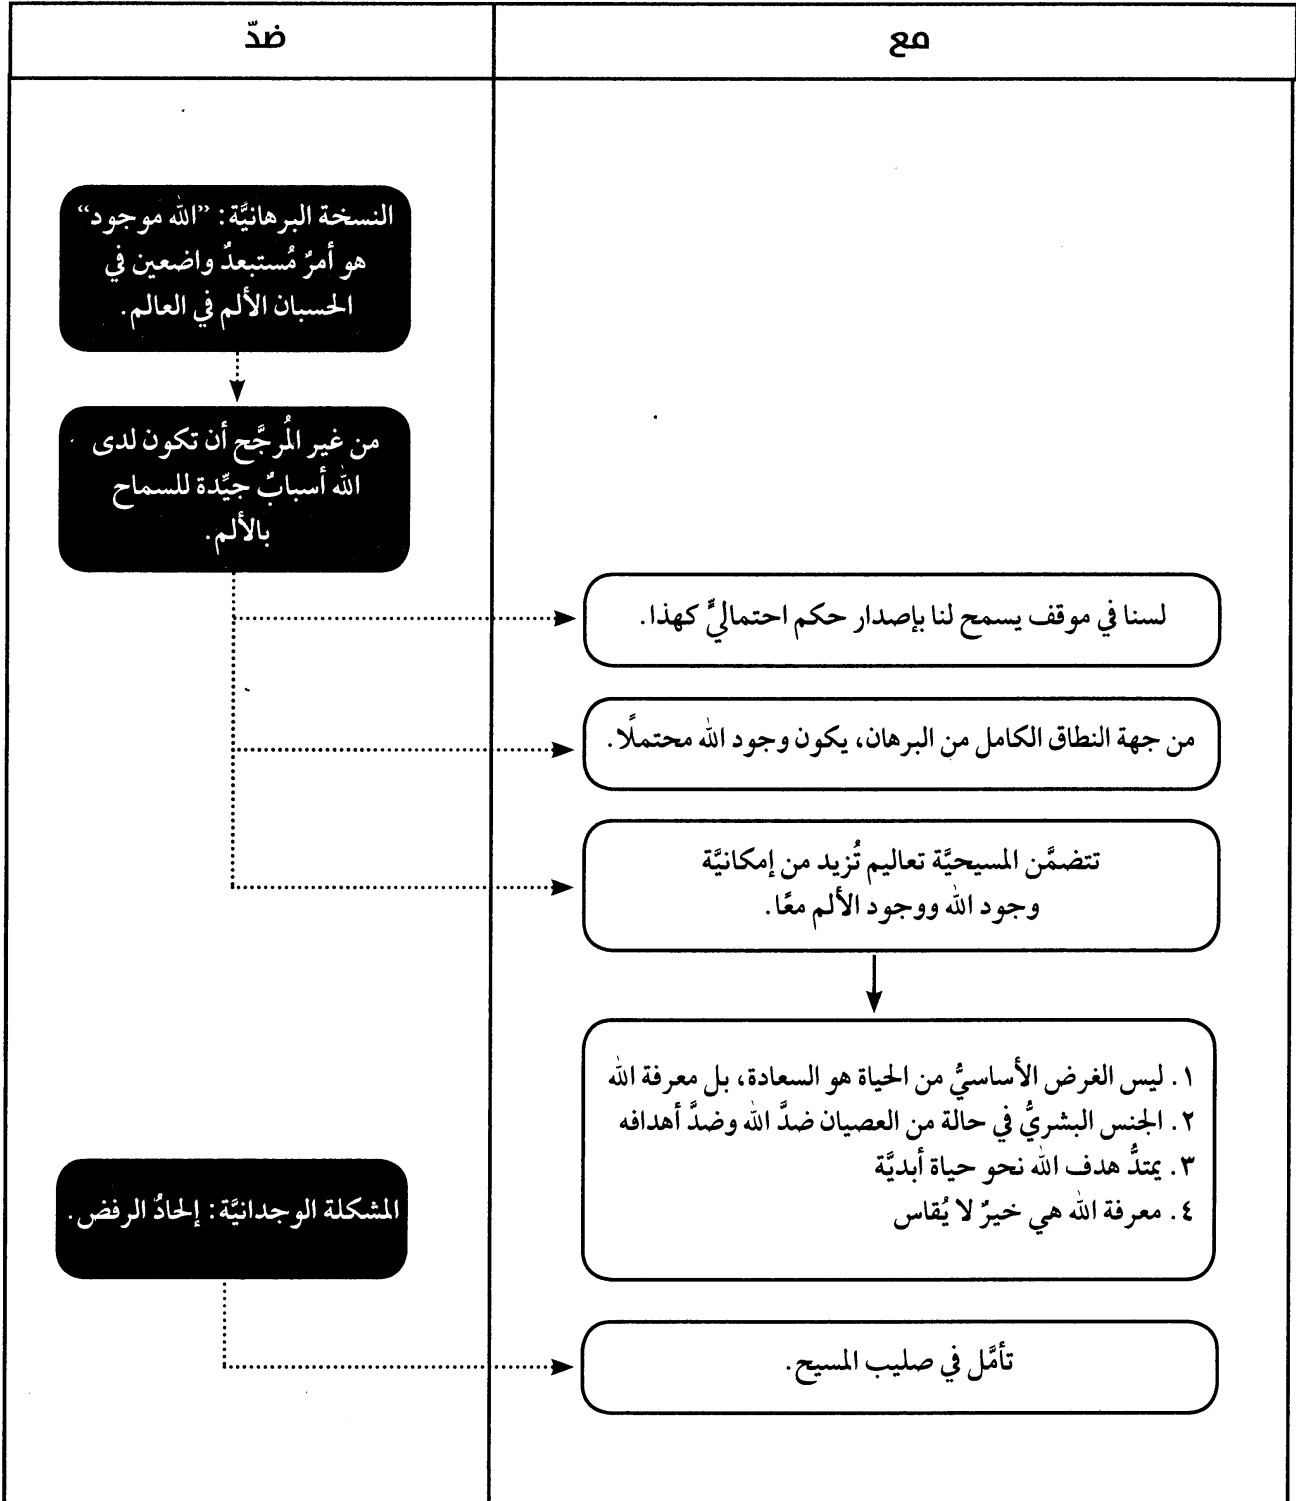 مع
ضدّ
النسخة البرهانيَّة: ”الله موجود“
هو أمرٌ مُستبعدٌ واضعين في
الحسبان الألم في العالم.
من غير المُرجَّح أن تكون لدى
الله أسبابٌ جيِّدة للسماح
بالألم.
لسنا في موقف يسمح لنا بإصدار حكم احتماليٍّ كهذا.
من جهة النطاق الكامل من البرهان، يكون وجود الله محتملًا.
تتضمَّن المسيحيَّة تعاليم تُزيد من إمكانيَّة
وجود الله ووجود الألم معًا.
١. ليس الغرض الأساسيُّ من الحياة هو السعادة، بل معرفة الله
٢. الجنس البشريُّ في حالة من العصيان ضدَّ الله وضدَّ أهدافه
٣. يمتدُّ هدف الله نحو حياة أبديَّة
٤. معرفة الله هي خيرٌ لا يُقاس
المشكلة الوجدانيَّة: إلحادُ الرفض.
تأمَّل في صليب المسيح.